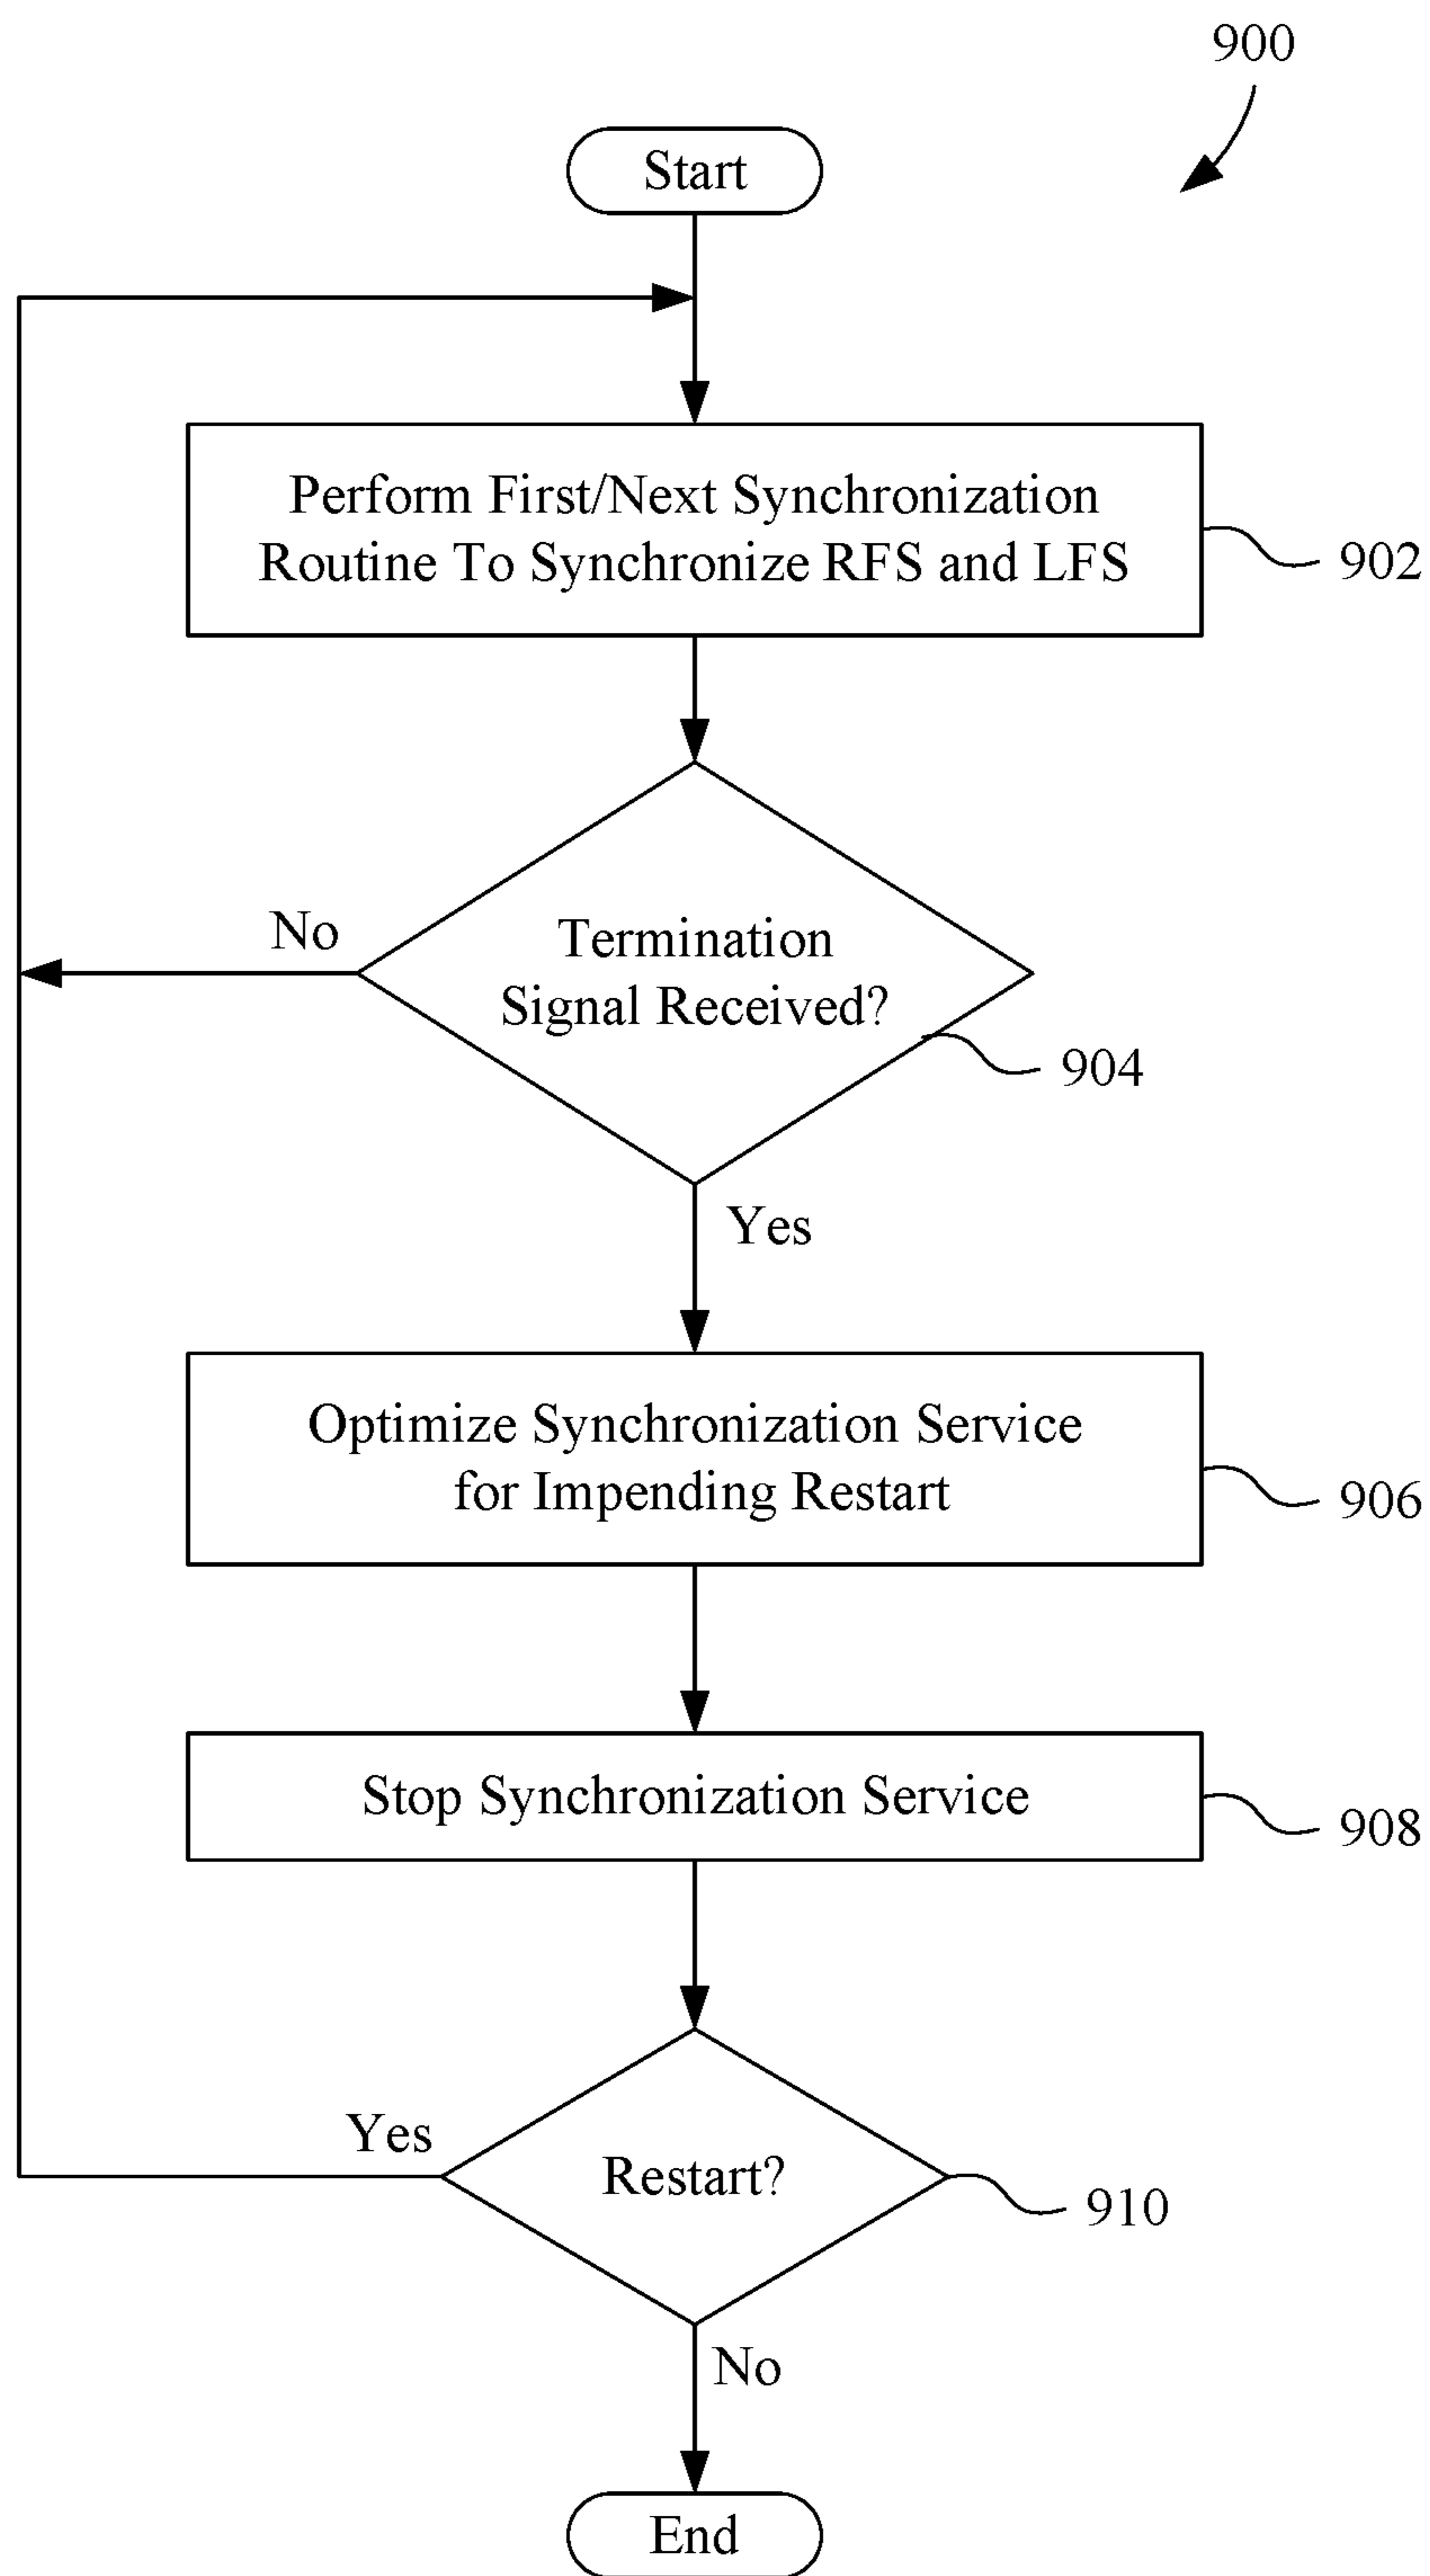 900
Start
Perform First/Next Synchronization
Routine To Synchronize RFS and LFS
902
No
Termination
Signal Received?
904
Yes
Optimize Synchronization Service
for Impending Restart
906
Stop Synchronization Service
908
Yes
Restart?
910
No
End